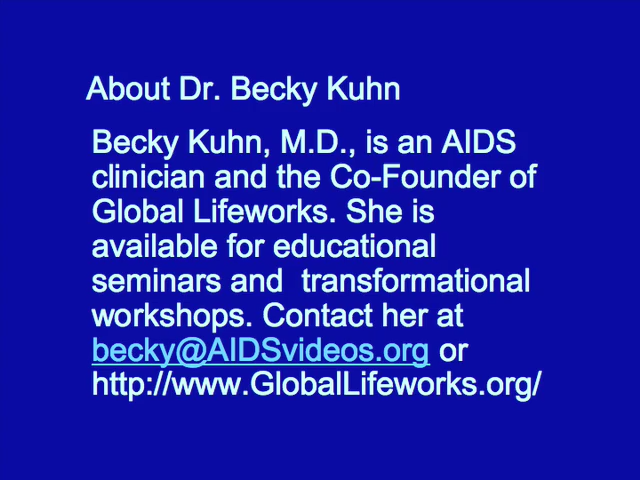 About Dr. Becky Kuhn
Becky Kuhn, M.D., is an AIDS
clinician and the Co-Founder of
Global Lifeworks. She is
available for educational
seminars and  transformational
workshops. Contact her at
becky@AIDSvideos.org or
http://www.GlobalLifeworks.org/